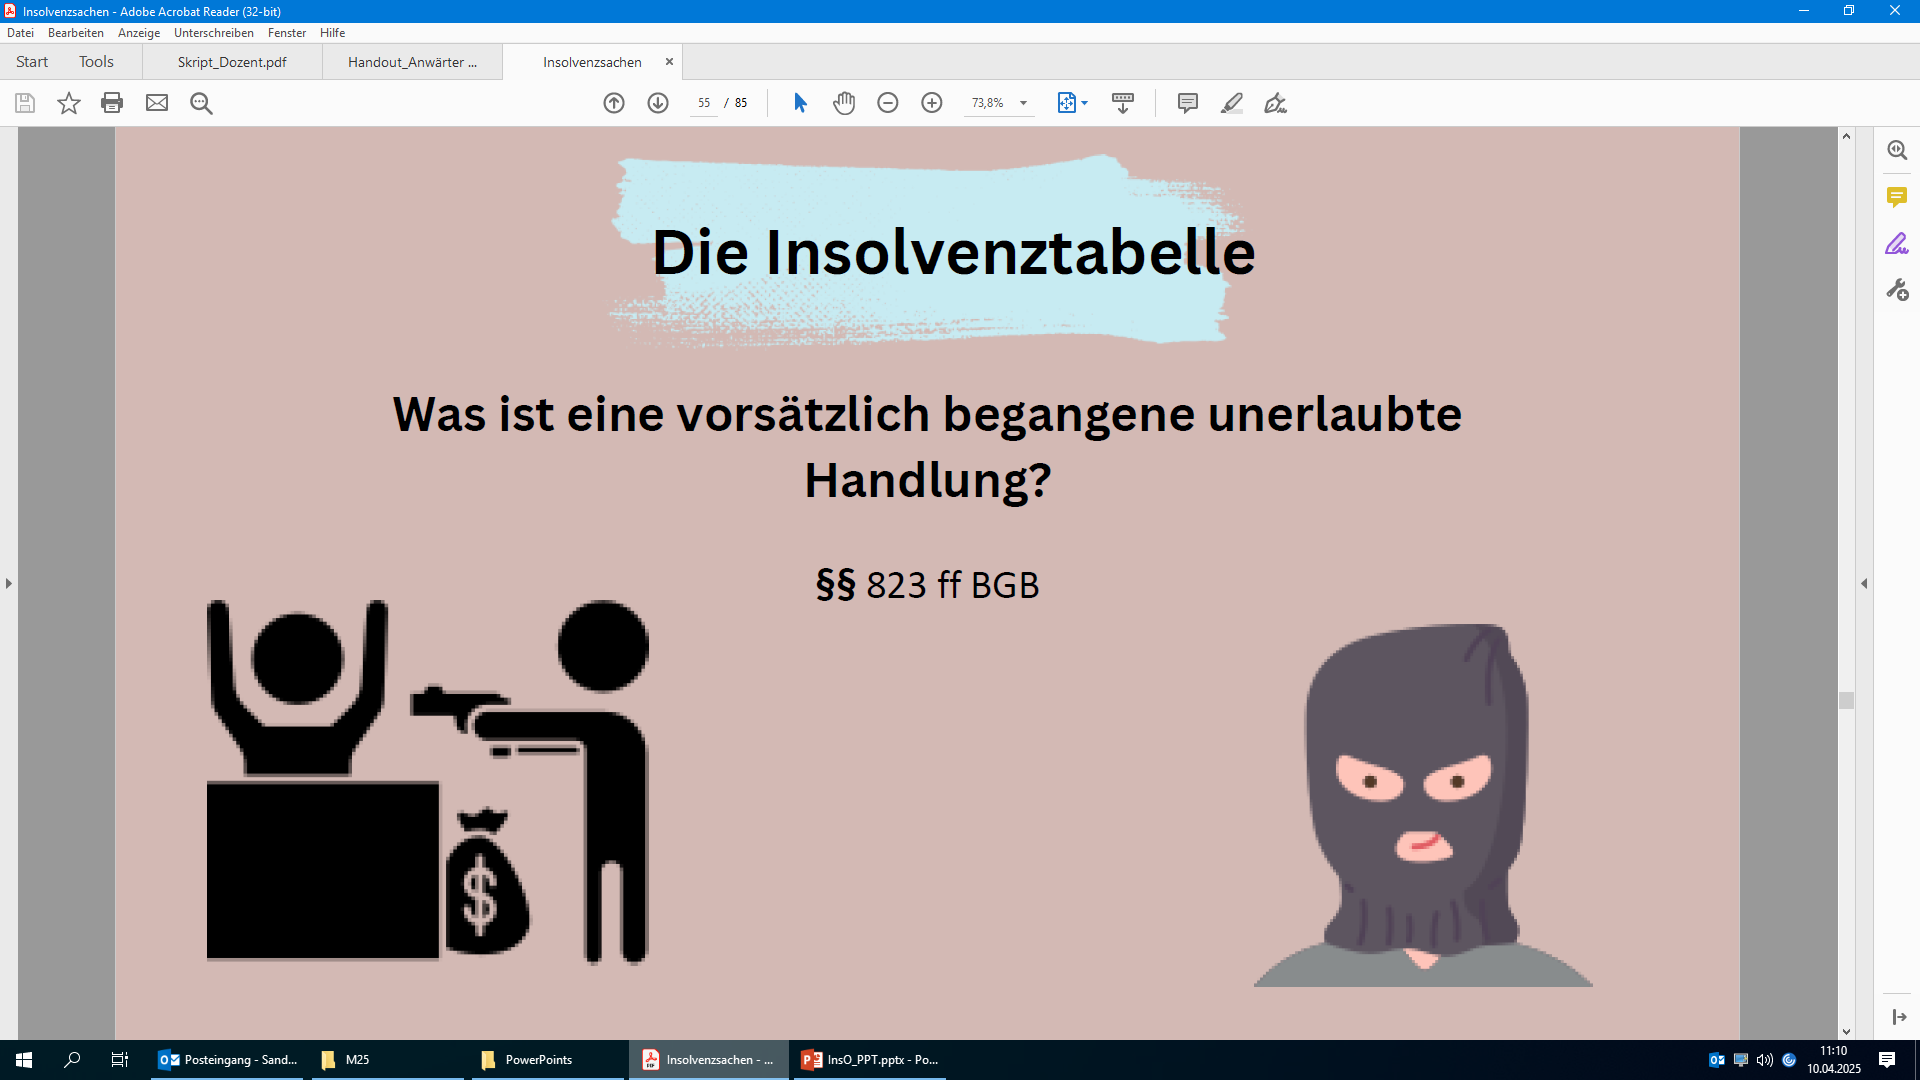 Insolvenzsachen - Adobe Acrobat Reader (32-bit)
Datei Bearbeiten Anzeige Unterschreiben Fenster Hilfe
Start Tools Skript_Dozent.pdf Handout_Anwärter ... Insolvenzsachen ×
55 / 85 73,8%
Die Insolvenztabelle
Was ist eine vorsätzlich begangene unerlaubte
Handlung?
§§ 823 ff BGB
$
Posteingang - Sand... M25 PowerPoints Insolvenzsachen - ... InsO_PPT.pptx - Po... 11:10
10.04.2025